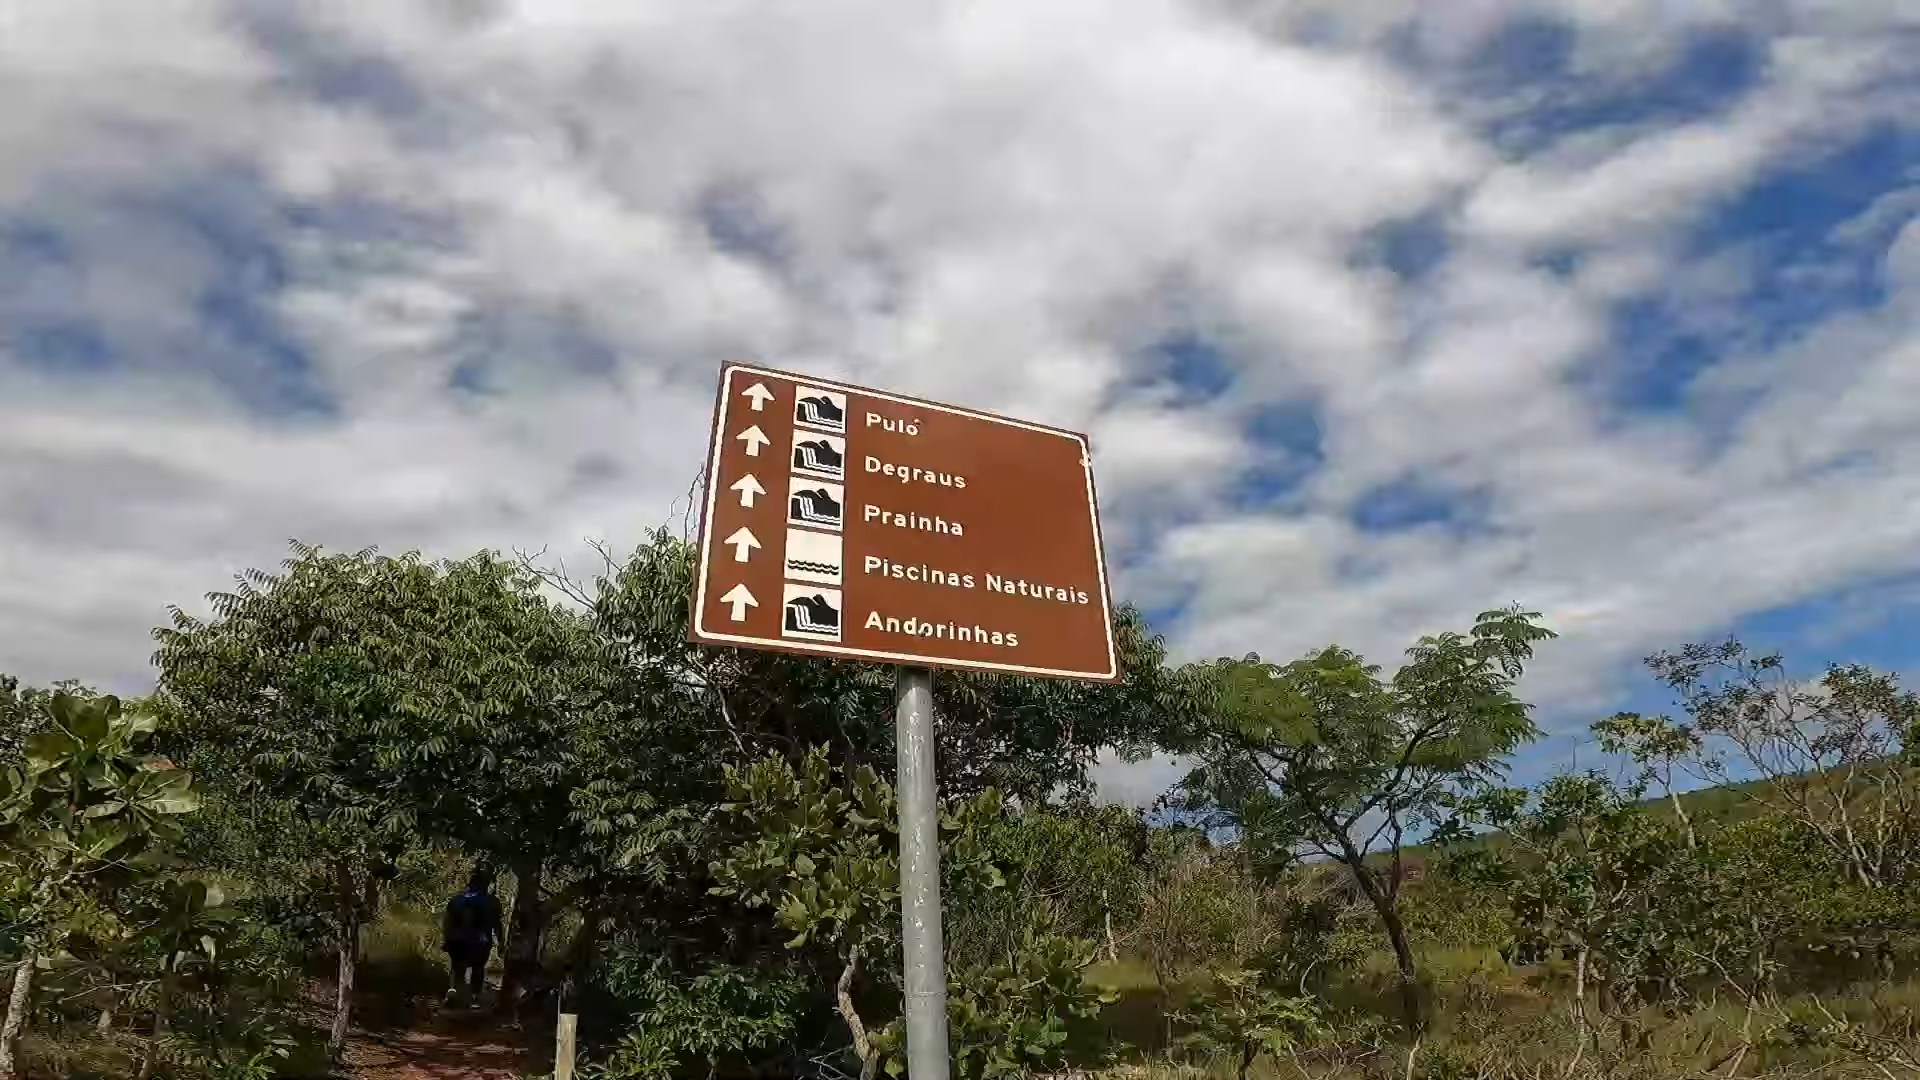 Pulo
Degraus
Prainha
Piscinas Naturais
Andorinhas